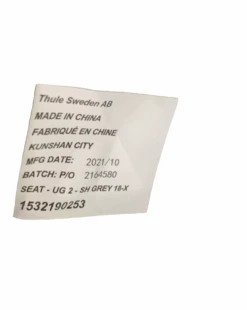 Thule Sweden AB
MADE IN CHINA
FABRIQUÉ EN CHINE
KUNSHAN CITY
MFG DATE: 2021/10
BATCH: P/O 2164580
SEAT - UG 2 - SH GREY 18-X
1532190253